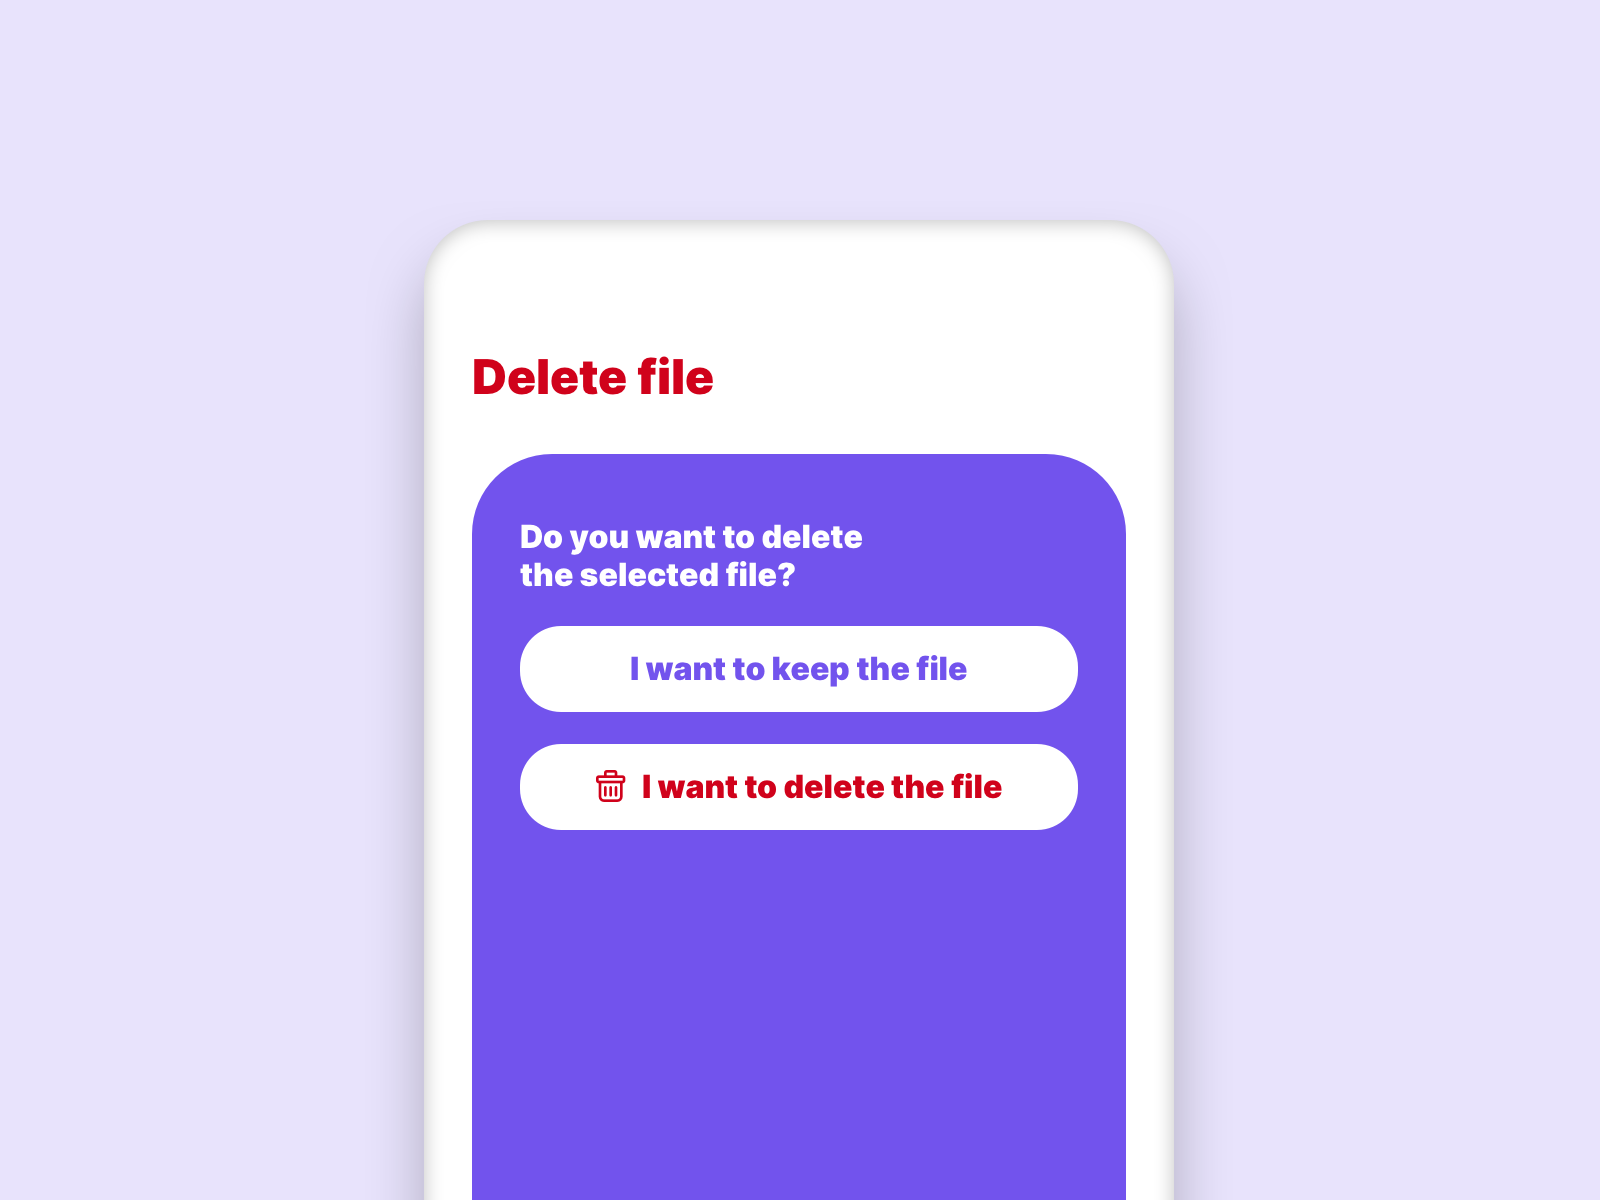 Delete file
Do you want to delete
the selected file?
I want to keep the file
I want to delete the file